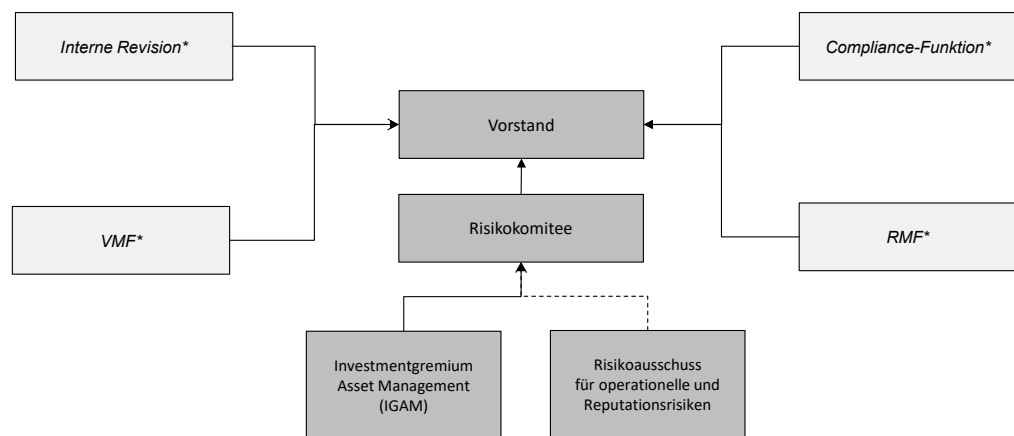 Interne Revision*
Compliance-Funktion*
Vorstand
Risikokomitee
VMF*
RMF*
Investmentgremium
Asset Management
(IGAM)
Risikoausschuss
für operationelle und
Reputationsrisiken